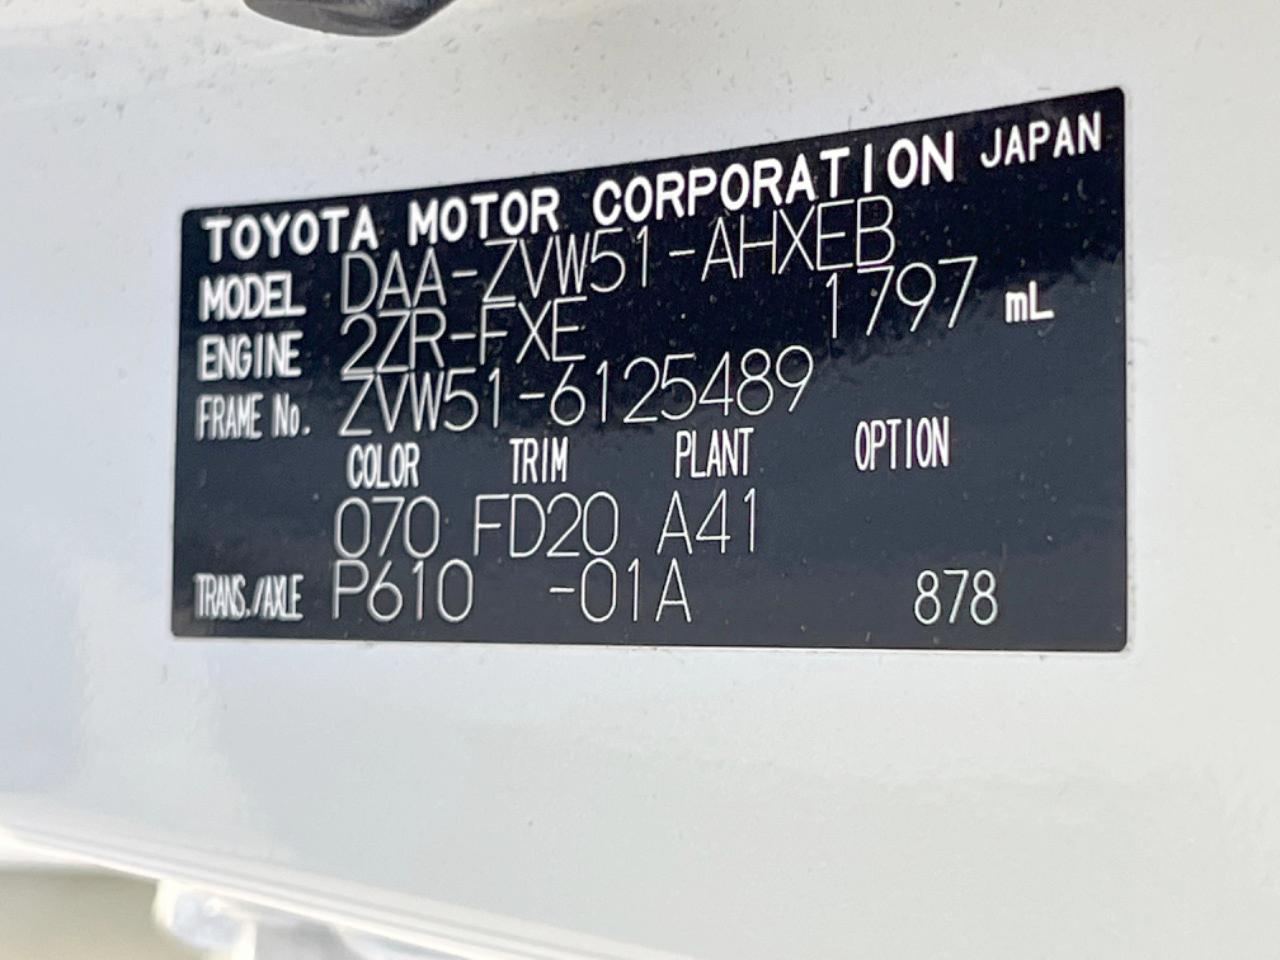 TOYOTA MOTOR CORPORATION JAPAN
MODEL DAA-ZVW51-AHXEB
ENGINE 2ZR-FXE 1797 mL
FRAME No. ZVW51-6125489
COLOR TRIM PLANT OPTION
070 FD20 A41
TRANS./AXLE P610 -01A 878